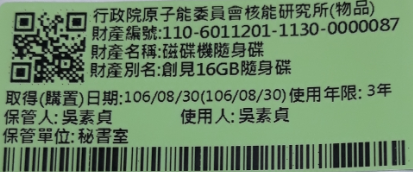 行政院原子能委員會核能研究所(物品)
財產編號:110-6011201-1130-0000087
財產名稱:磁碟機隨身碟
財產別名:創見16GB隨身碟
取得(購置)日期:106/08/30(106/08/30)使用年限:3年
保管人:吳素貞 使用人:吳素貞
保管單位:秘書室